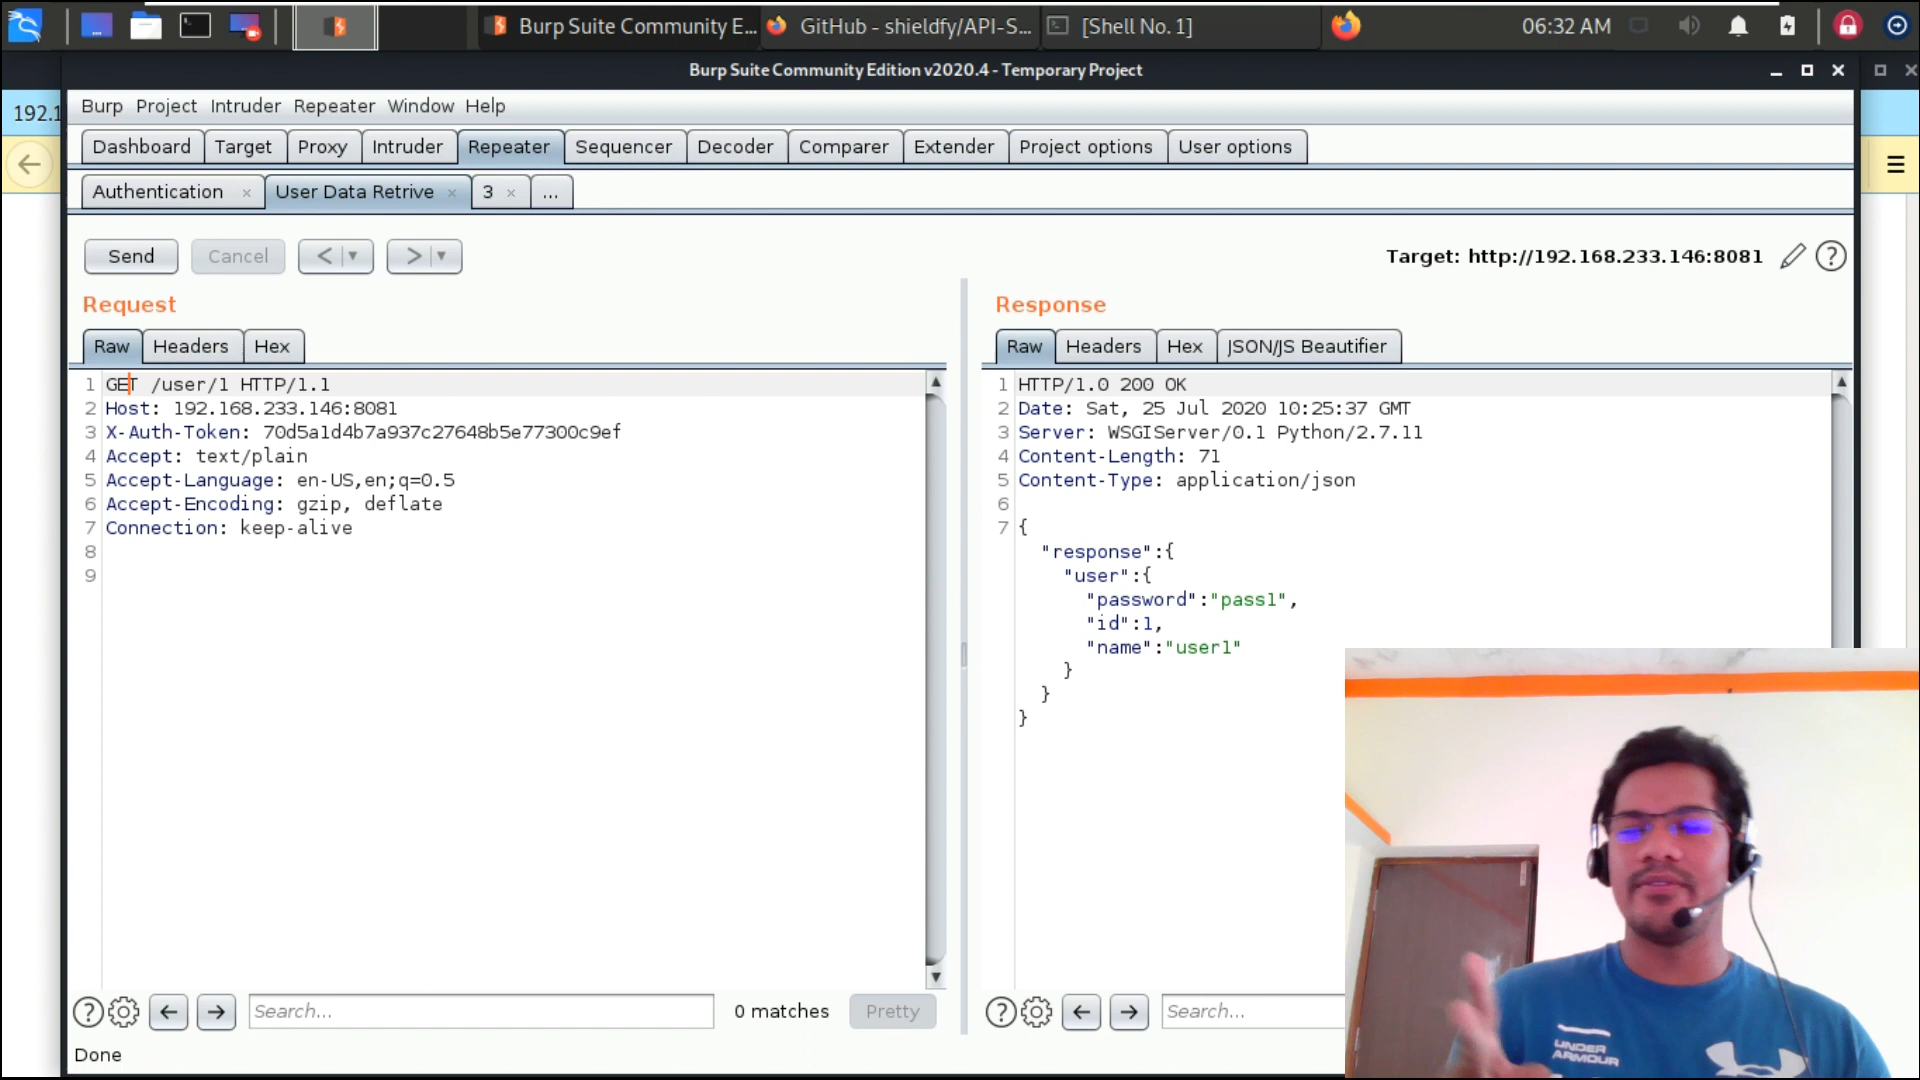 Burp Suite Community E...
GitHub - shieldfy/API-S...
[Shell No. 1]
06:32 AM
Burp Suite Community Edition v2020.4 - Temporary Project
192.1
Burp Project Intruder Repeater Window Help
Dashboard Target Proxy Intruder Repeater Sequencer Decoder Comparer Extender Project options User options
Authentication × User Data Retrive × 3 × ...
Send Cancel < > Target: http://192.168.233.146:8081 ?
Request
Raw Headers Hex
1 GET /user/1 HTTP/1.1
2 Host: 192.168.233.146:8081
3 X-Auth-Token: 70d5a1d4b7a937c27648b5e77300c9ef
4 Accept: text/plain
5 Accept-Language: en-US,en;q=0.5
6 Accept-Encoding: gzip, deflate
7 Connection: keep-alive
8
9
? Search... 0 matches Pretty
Done
Response
Raw Headers Hex JSON/JS Beautifier
1 HTTP/1.0 200 OK
2 Date: Sat, 25 Jul 2020 10:25:37 GMT
3 Server: WSGIServer/0.1 Python/2.7.11
4 Content-Length: 71
5 Content-Type: application/json
6
7 {
"response":{
"user":{
"password":"pass1",
"id":1,
"name":"user1"
}
}
}
? Search...
UNDER
ARMOUR